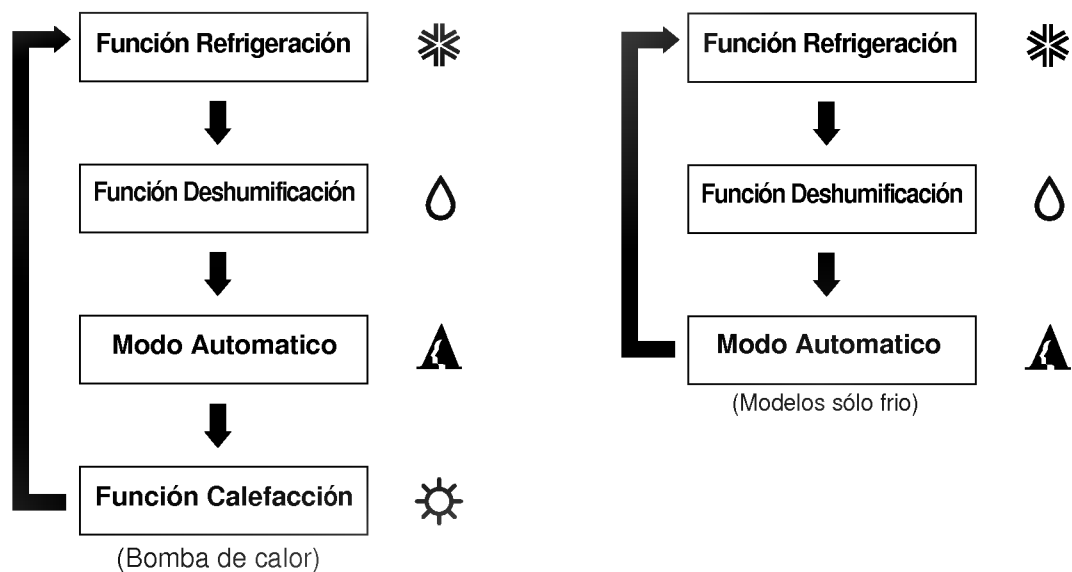 Función Refrigeración
Función Deshumificación
Modo Automatico
Función Calefacción
(Bomba de calor)
Función Refrigeración
Función Deshumificación
Modo Automatico
(Modelos sólo frio)